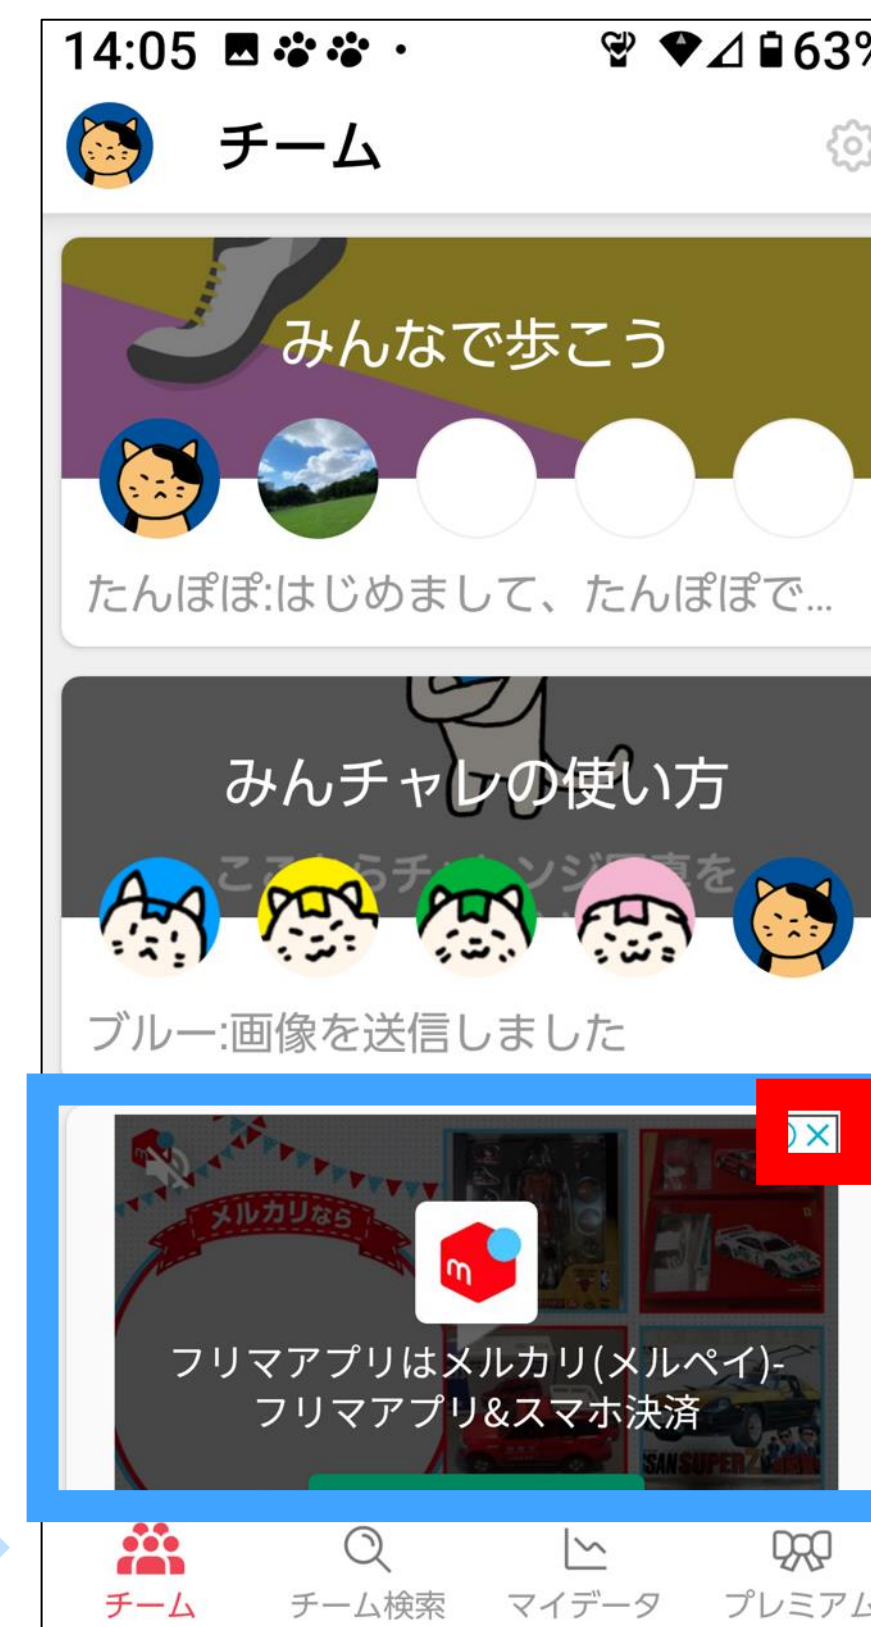 14:05 63%
チーム
みんなで歩こう
たんぽぽ:はじめまして、たんぽぽで...
みんチャレの使い方
ブルー:画像を送信しました
メルカリなら
m
フリマアプリはメルカリ(メルペイ)-
フリマアプリ&スマホ決済
チーム チーム検索 マイデータ プレミアム